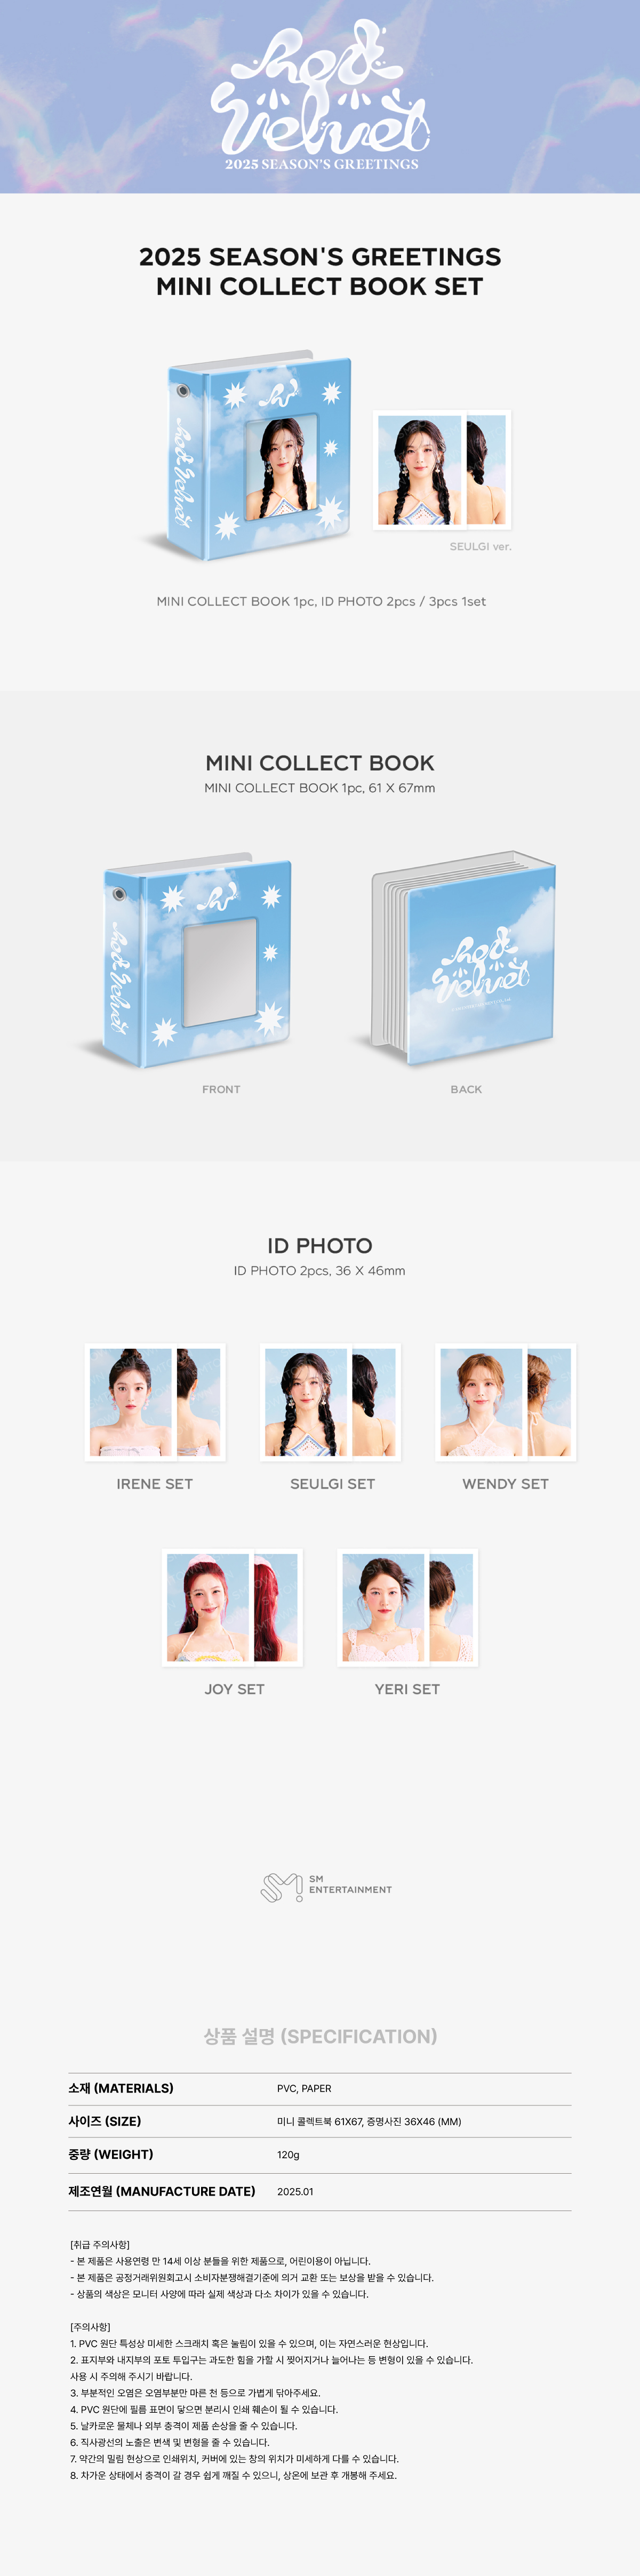 Red
Velvet
2025 SEASON'S GREETINGS
2025 SEASON'S GREETINGS
MINI COLLECT BOOK SET
Red Velvet
SEULGI ver.
MINI COLLECT BOOK 1pc, ID PHOTO 2pcs / 3pcs 1set
MINI COLLECT BOOK
MINI COLLECT BOOK 1pc, 61 X 67mm
Red Velvet
Red
Velvet
FRONT
BACK
ID PHOTO
ID PHOTO 2pcs, 36 X 46mm
IRENE SET
SEULGI SET
WENDY SET
JOY SET
YERI SET
SM
ENTERTAINMENT
상품 설명 (SPECIFICATION)
소재 (MATERIALS) PVC, PAPER
사이즈 (SIZE) 미니 콜렉트북 61X67, 증명사진 36X46 (MM)
중량 (WEIGHT) 120g
제조연월 (MANUFACTURE DATE) 2025.01
[취급 주의사항]
- 본 제품은 사용연령 만 14세 이상 분들을 위한 제품으로, 어린이용이 아닙니다.
- 본 제품은 공정거래위원회고시 소비자분쟁해결기준에 의거 교환 또는 보상을 받을 수 있습니다.
- 상품의 색상은 모니터 사양에 따라 실제 색상과 다소 차이가 있을 수 있습니다.
[주의사항]
1. PVC 원단 특성상 미세한 스크래치 혹은 눌림이 있을 수 있으며, 이는 자연스러운 현상입니다.
2. 표지부와 내지부의 포토 투입구는 과도한 힘을 가할 시 찢어지거나 늘어나는 등 변형이 있을 수 있습니다.
사용 시 주의해 주시기 바랍니다.
3. 부분적인 오염은 오염부분만 마른 천 등으로 가볍게 닦아주세요.
4. PVC 원단에 필름 표면이 닿으면 분리시 인쇄 훼손이 될 수 있습니다.
5. 날카로운 물체나 외부 충격이 제품 손상을 줄 수 있습니다.
6. 직사광선의 노출은 변색 및 변형을 줄 수 있습니다.
7. 약간의 밀림 현상으로 인쇄위치, 커버에 있는 창의 위치가 미세하게 다를 수 있습니다.
8. 차가운 상태에서 충격이 갈 경우 쉽게 깨질 수 있으니, 상온에 보관 후 개봉해 주세요.